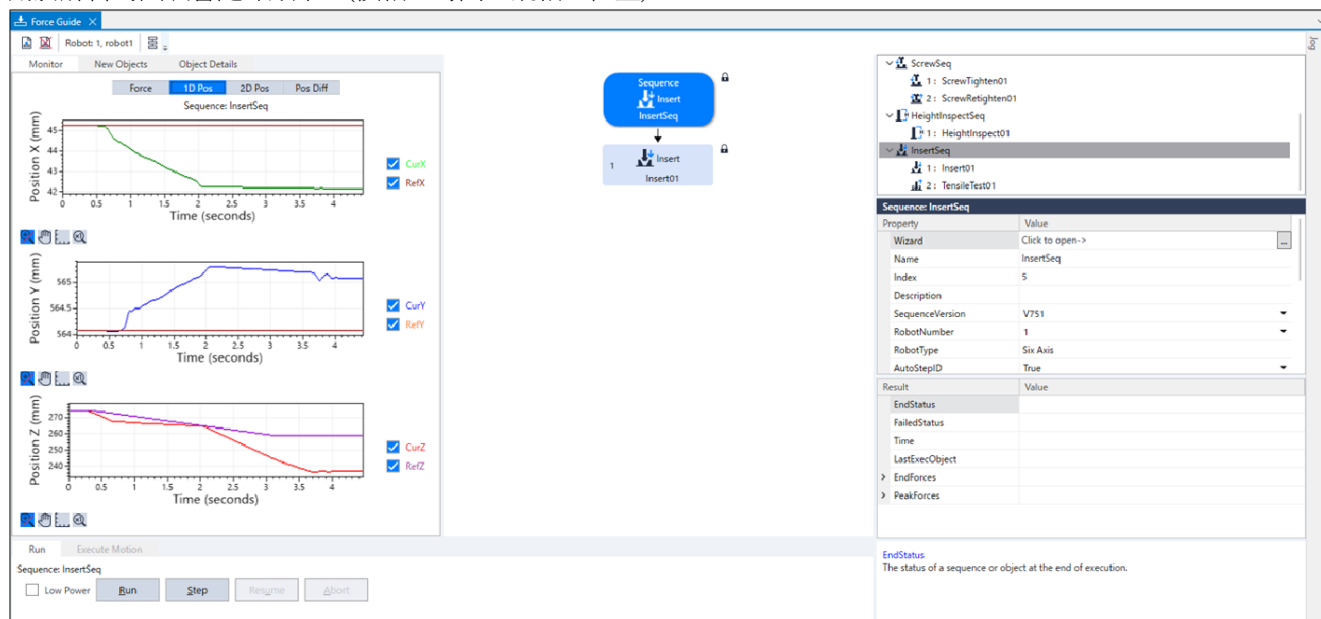 Force Guide
Robot: 1, robot1
Jog
Monitor New Objects Object Details
Force 1D Pos 2D Pos Pos Diff
Sequence: InsertSeq
Position X (mm)
45
44
43
42
0 0.5 1 1.5 2 2.5 3 3.5 4
Time (seconds)
CurX
RefX
Position Y (mm)
565
564.5
564
0 0.5 1 1.5 2 2.5 3 3.5 4
Time (seconds)
CurY
RefY
Position Z (mm)
270
260
250
240
0 0.5 1 1.5 2 2.5 3 3.5 4
Time (seconds)
CurZ
RefZ
Run Execute Motion
Sequence: InsertSeq
Low Power Run Step Resume Abort
Sequence
Insert
InsertSeq
1 Insert
Insert01
ScrewSeq
1: ScrewTighten01
2: ScrewRetighten01
HeightInspectSeq
1: HeightInspect01
InsertSeq
1: Insert01
2: TensileTest01
Sequence: InsertSeq
Property Value
Wizard Click to open-> ...
Name InsertSeq
Index 5
Description
SequenceVersion V751
RobotNumber 1
RobotType Six Axis
AutoStepID True
Result Value
EndStatus
FailedStatus
Time
LastExecObject
EndForces
PeakForces
EndStatus
The status of a sequence or object at the end of execution.